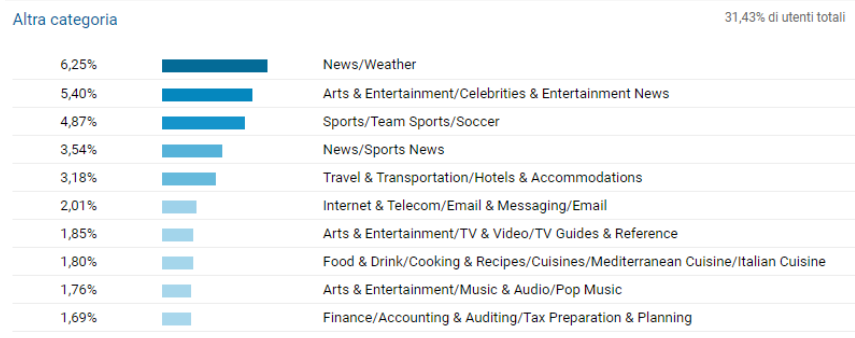 Altra categoria 31,43% di utenti totali
6,25% News/Weather
5,40% Arts & Entertainment/Celebrities & Entertainment News
4,87% Sports/Team Sports/Soccer
3,54% News/Sports News
3,18% Travel & Transportation/Hotels & Accommodations
2,01% Internet & Telecom/Email & Messaging/Email
1,85% Arts & Entertainment/TV & Video/TV Guides & Reference
1,80% Food & Drink/Cooking & Recipes/Cuisines/Mediterranean Cuisine/Italian Cuisine
1,76% Arts & Entertainment/Music & Audio/Pop Music
1,69% Finance/Accounting & Auditing/Tax Preparation & Planning